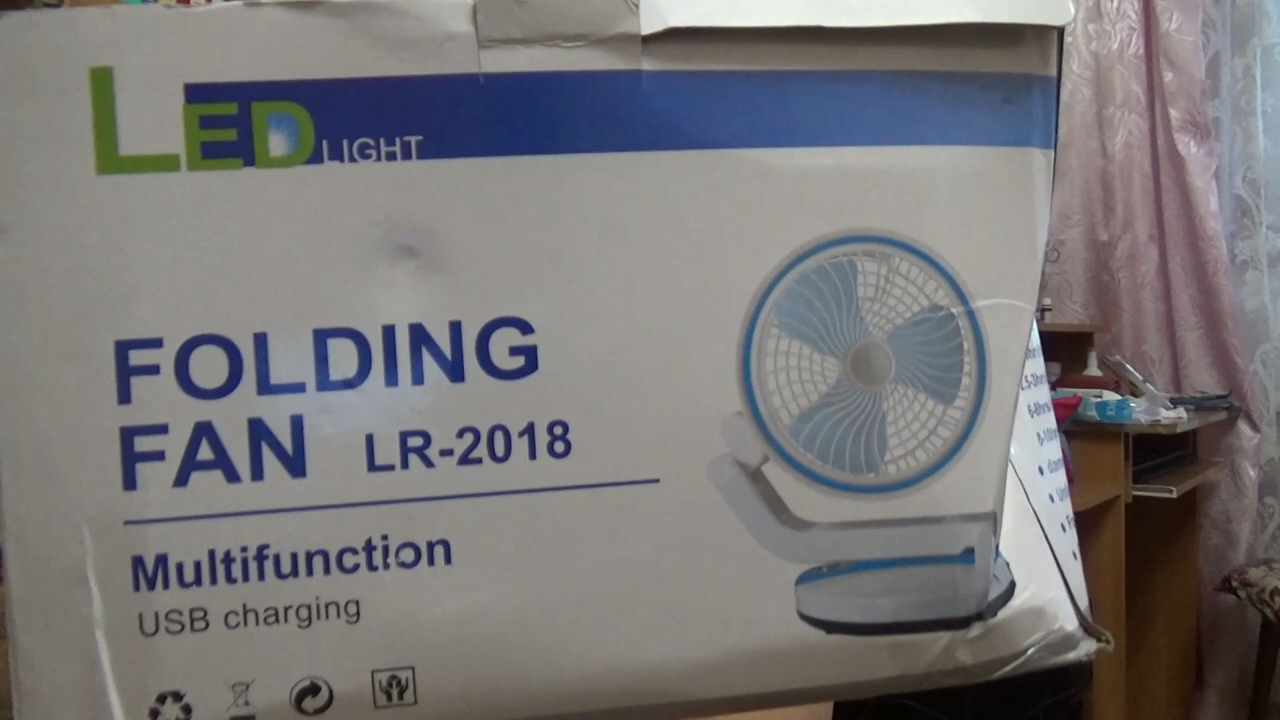 LED LIGHT
FOLDING
FAN LR-2018
Multifunction
USB charging